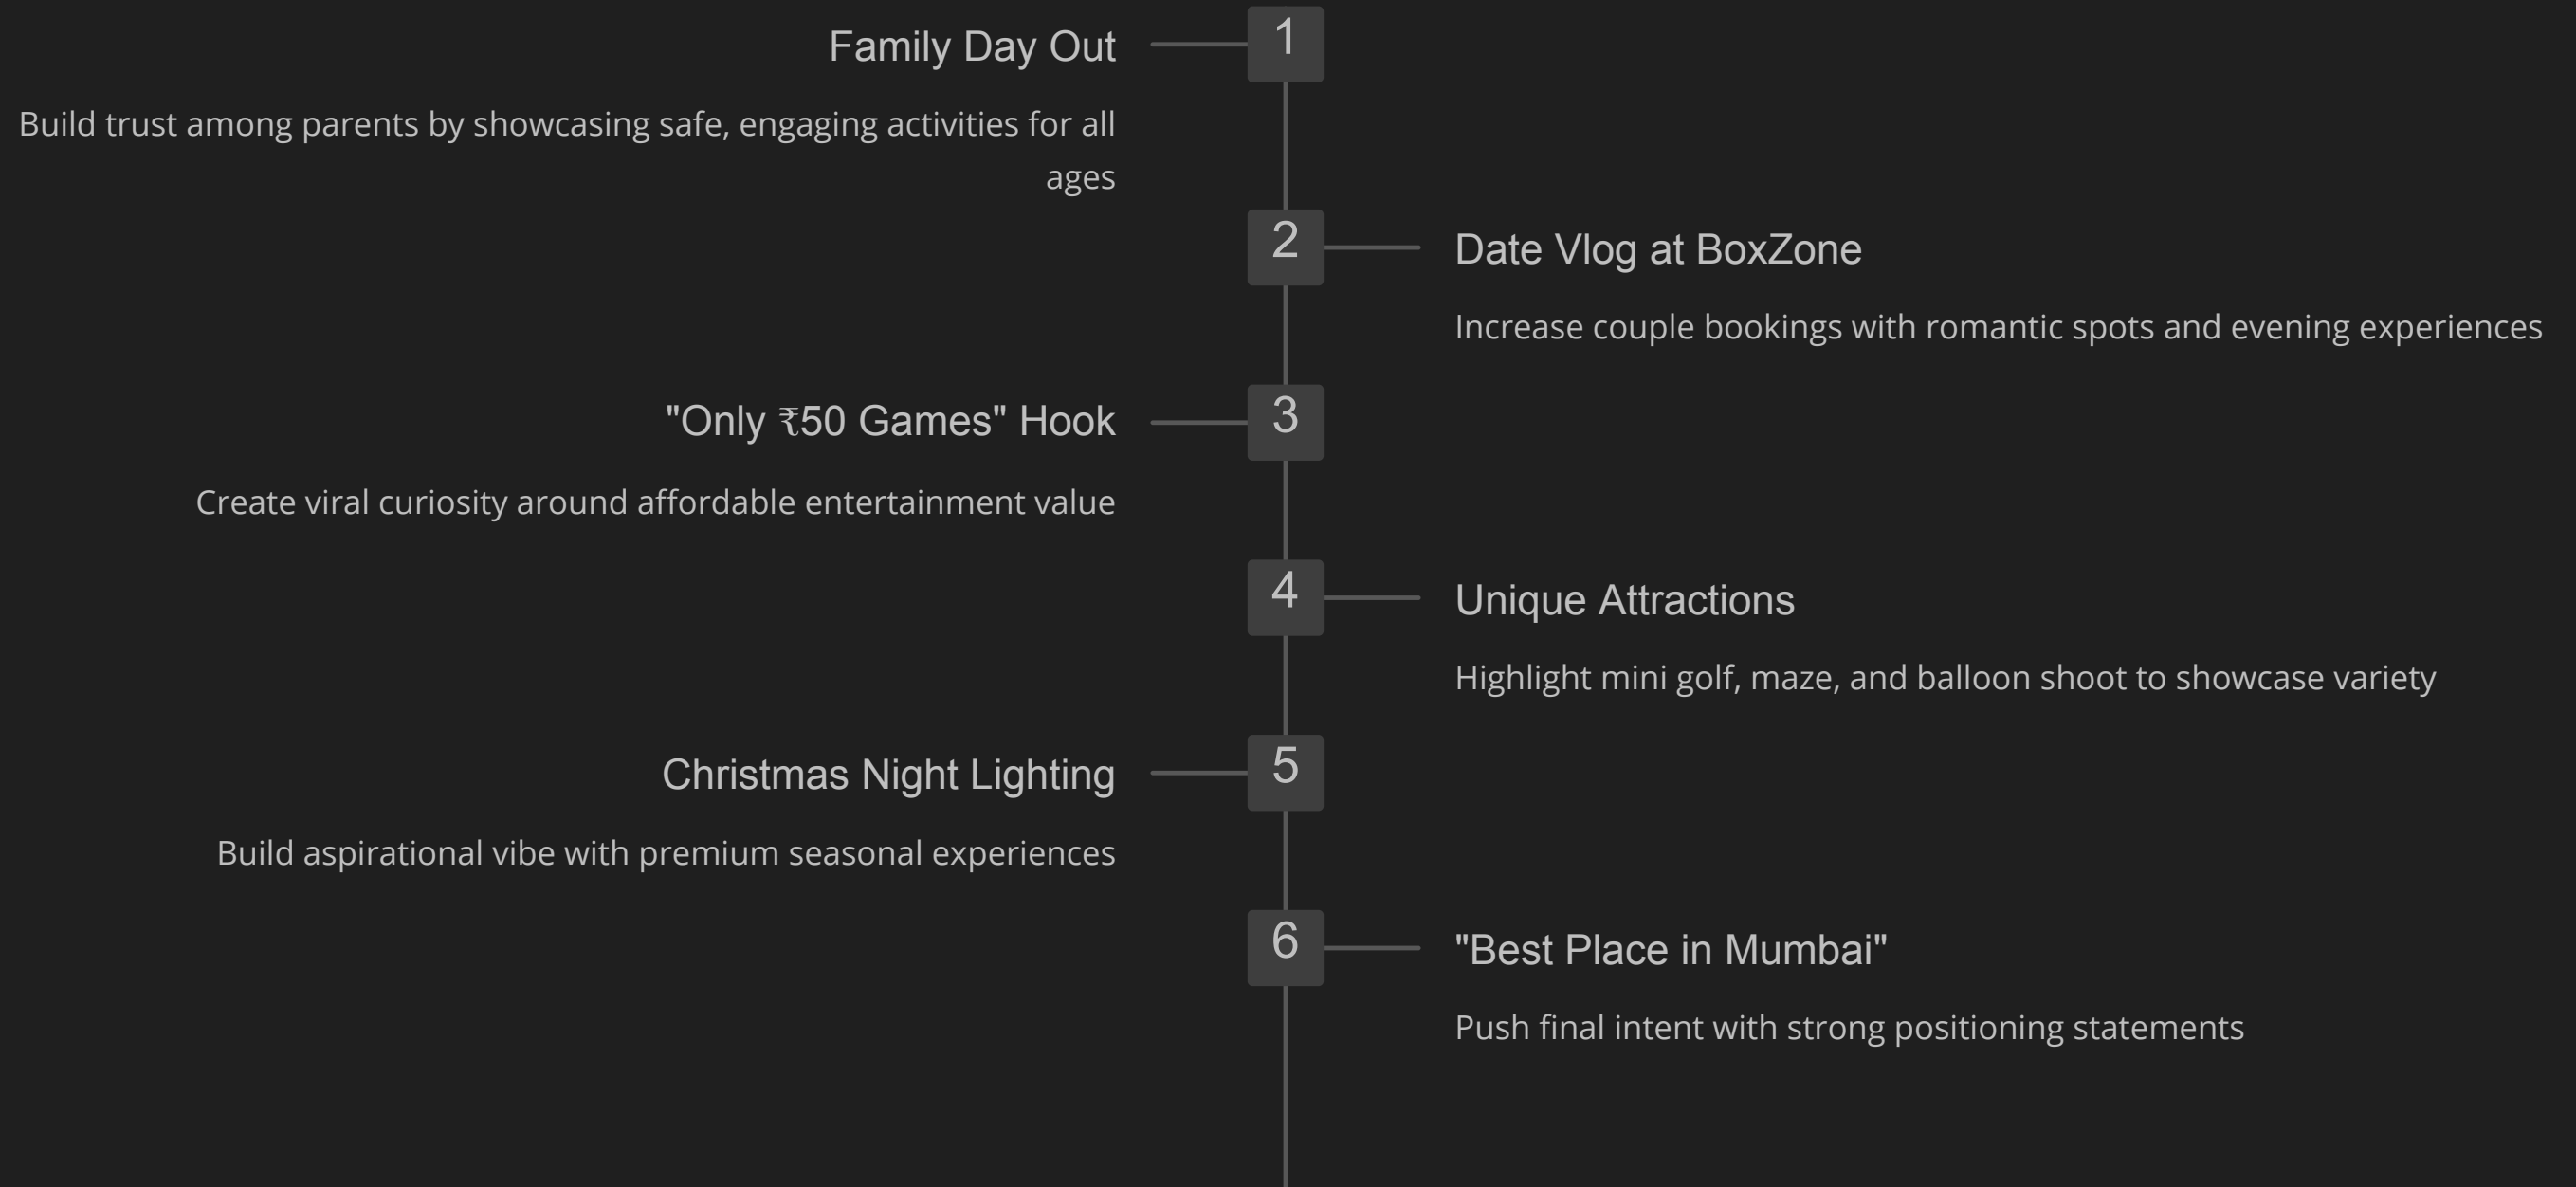 1
Family Day Out
Build trust among parents by showcasing safe, engaging activities for all
ages
2
Date Vlog at BoxZone
Increase couple bookings with romantic spots and evening experiences
3
"Only ₹50 Games" Hook
Create viral curiosity around affordable entertainment value
4
Unique Attractions
Highlight mini golf, maze, and balloon shoot to showcase variety
5
Christmas Night Lighting
Build aspirational vibe with premium seasonal experiences
6
"Best Place in Mumbai"
Push final intent with strong positioning statements